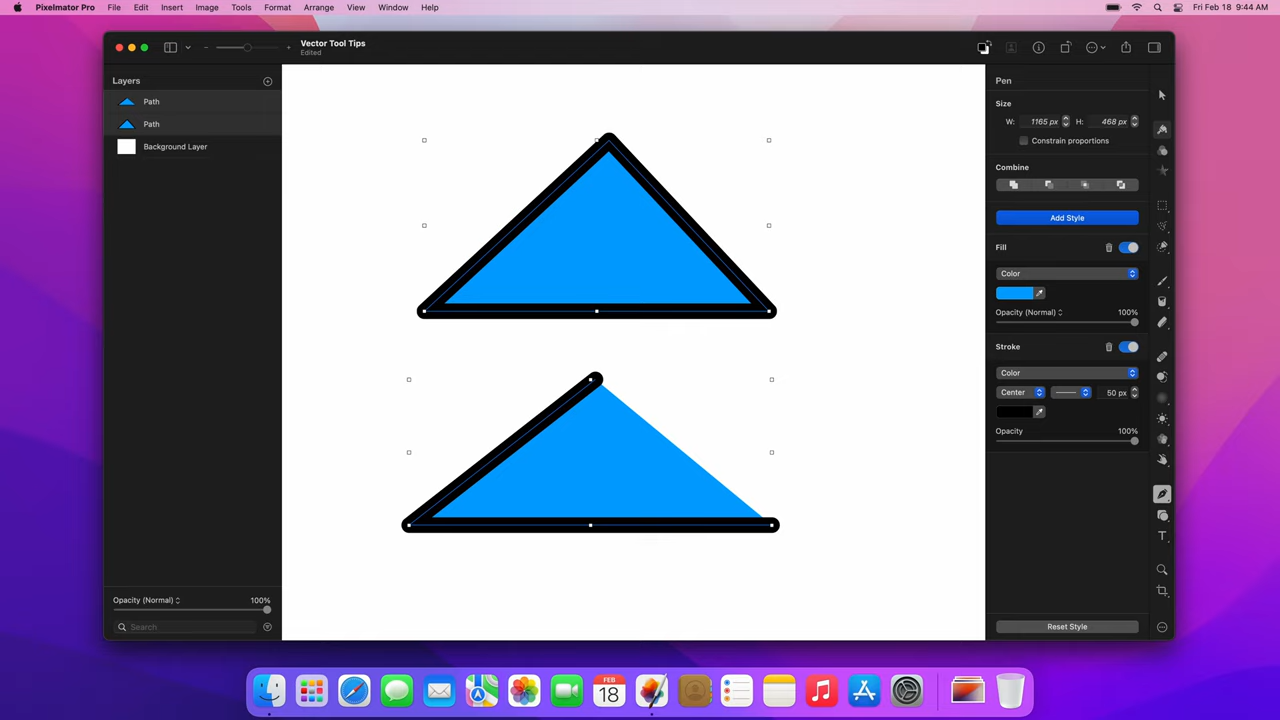 Pixelmator Pro File Edit Insert Image Tools Format Arrange View Window Help Fri Feb 18 9:44 AM
Vector Tool Tips
Edited
Layers
Path
Path
Background Layer
Opacity (Normal) 100%
Search
Pen
Size
W: 1165 px H: 468 px
Constrain proportions
Combine
Add Style
Fill
Color
Opacity (Normal) 100%
Stroke
Color
Center 50 px
Opacity 100%
Reset Style
FEB
18